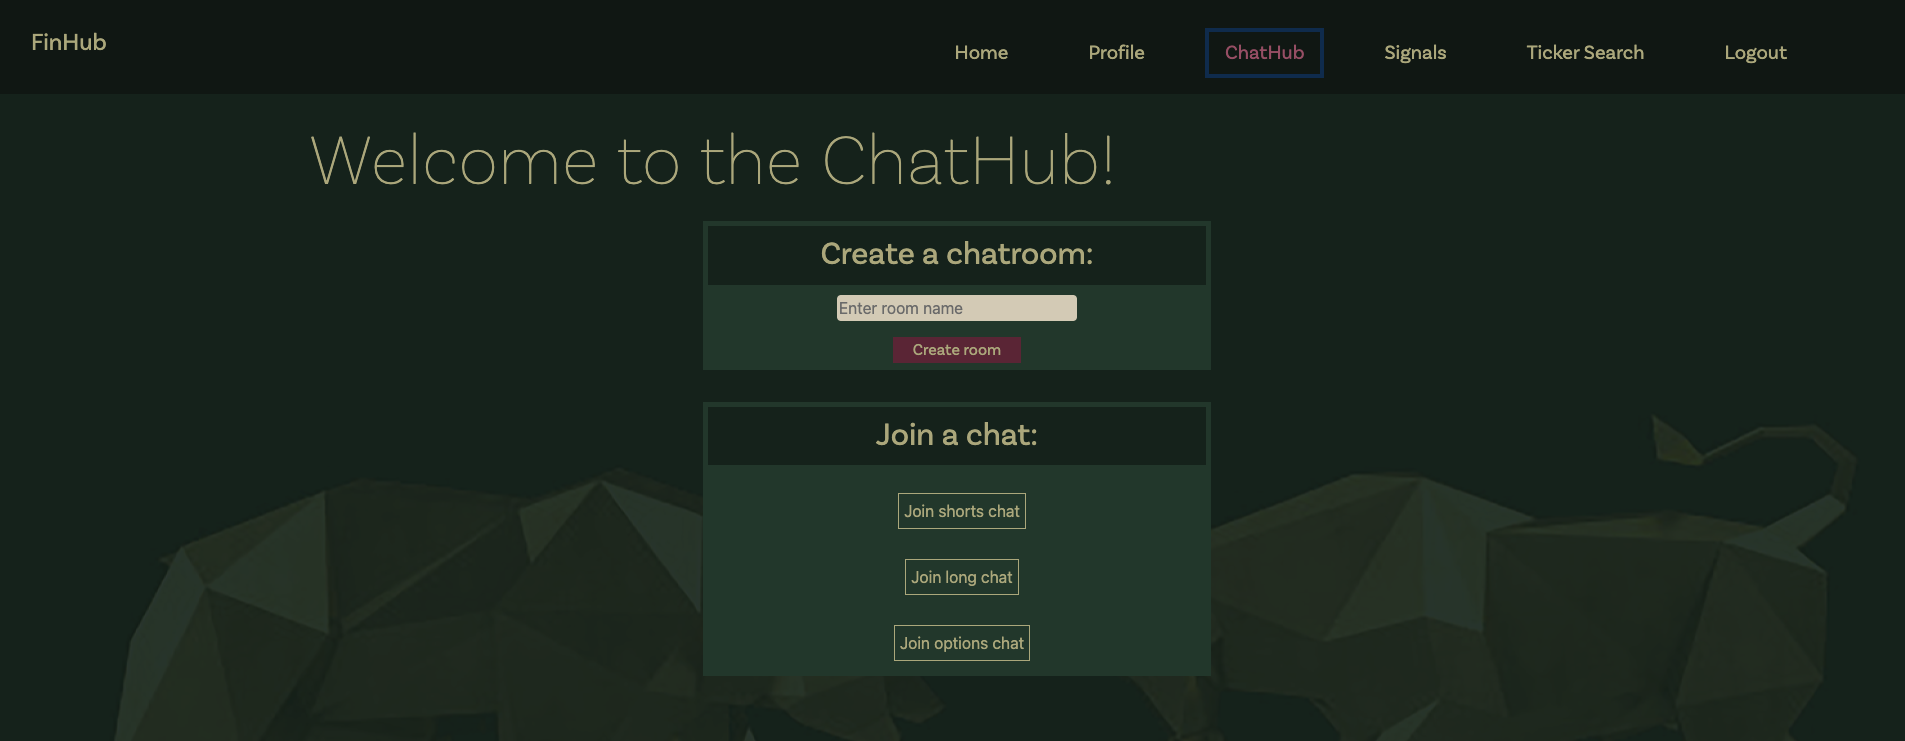 FinHub
Home Profile ChatHub Signals Ticker Search Logout
Welcome to the ChatHub!
Create a chatroom:
Enter room name
Create room
Join a chat:
Join shorts chat
Join long chat
Join options chat